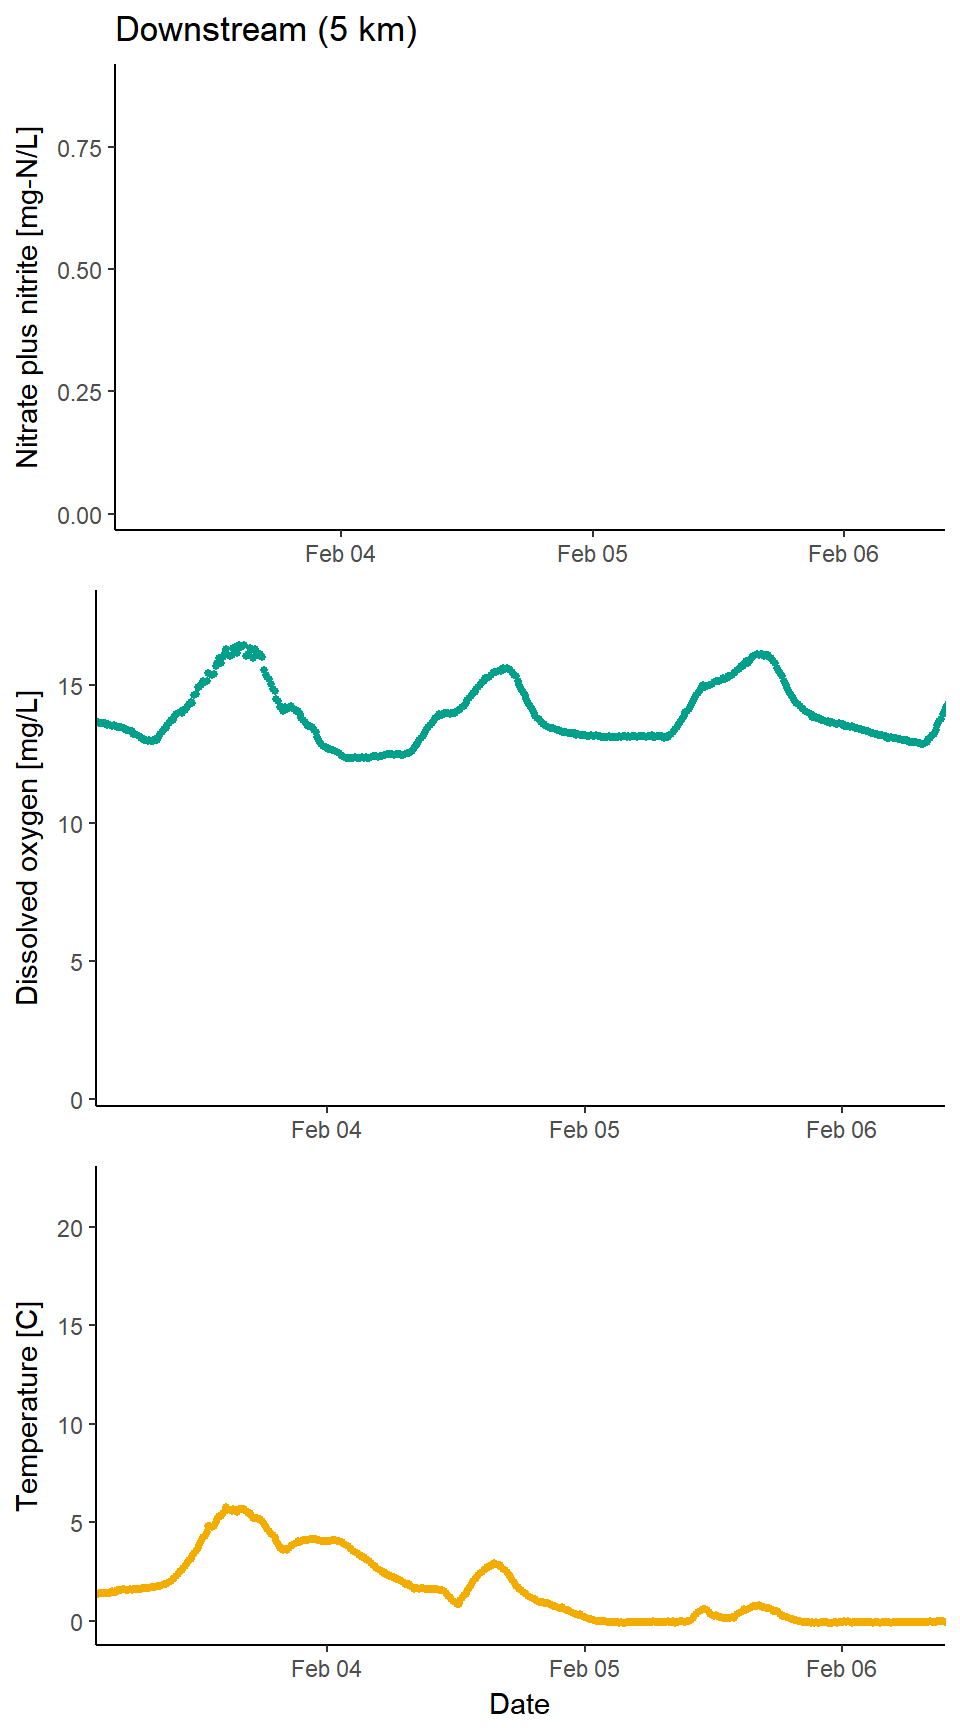 Downstream (5 km)
Nitrate plus nitrite [mg-N/L]
0.75
0.50
0.25
0.00
Feb 04 Feb 05 Feb 06
Dissolved oxygen [mg/L]
15
10
5
0
Feb 04 Feb 05 Feb 06
Temperature [C]
20
15
10
5
0
Feb 04 Feb 05 Feb 06
Date